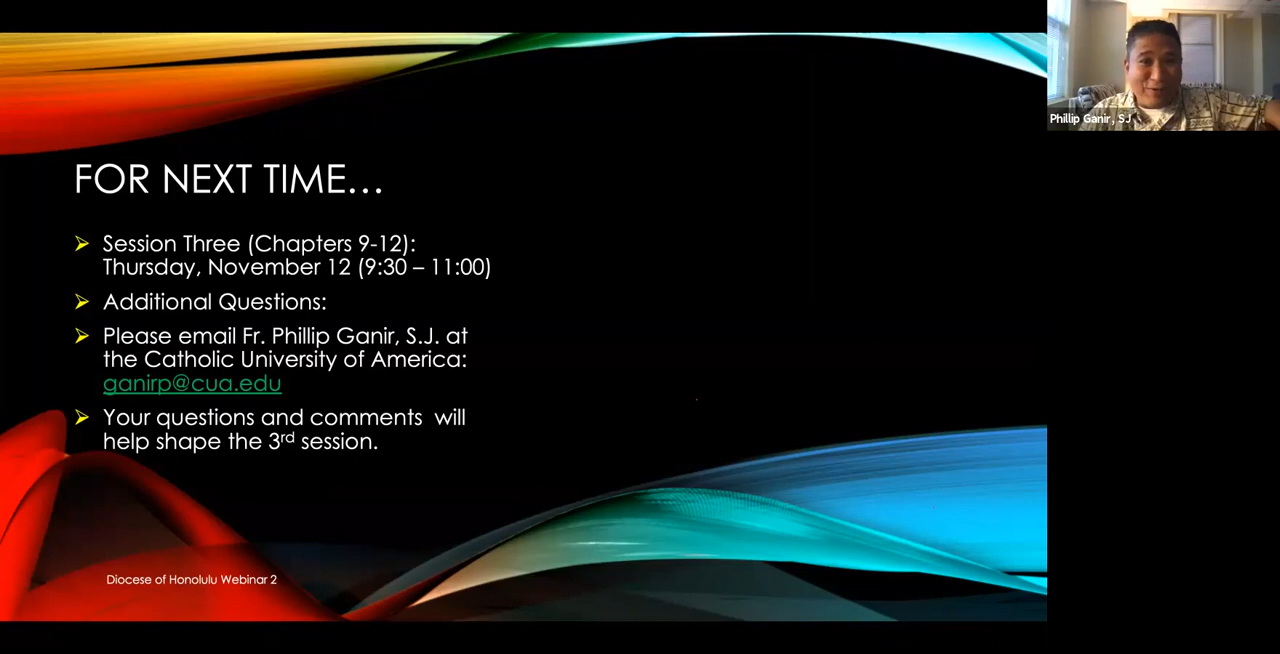 FOR NEXT TIME…
Session Three (Chapters 9-12):
Thursday, November 12 (9:30 – 11:00)
Additional Questions:
Please email Fr. Phillip Ganir, S.J. at
the Catholic University of America:
ganirp@cua.edu
Your questions and comments  will
help shape the 3rd session.
Diocese of Honolulu Webinar 2
Phillip Ganir, SJ